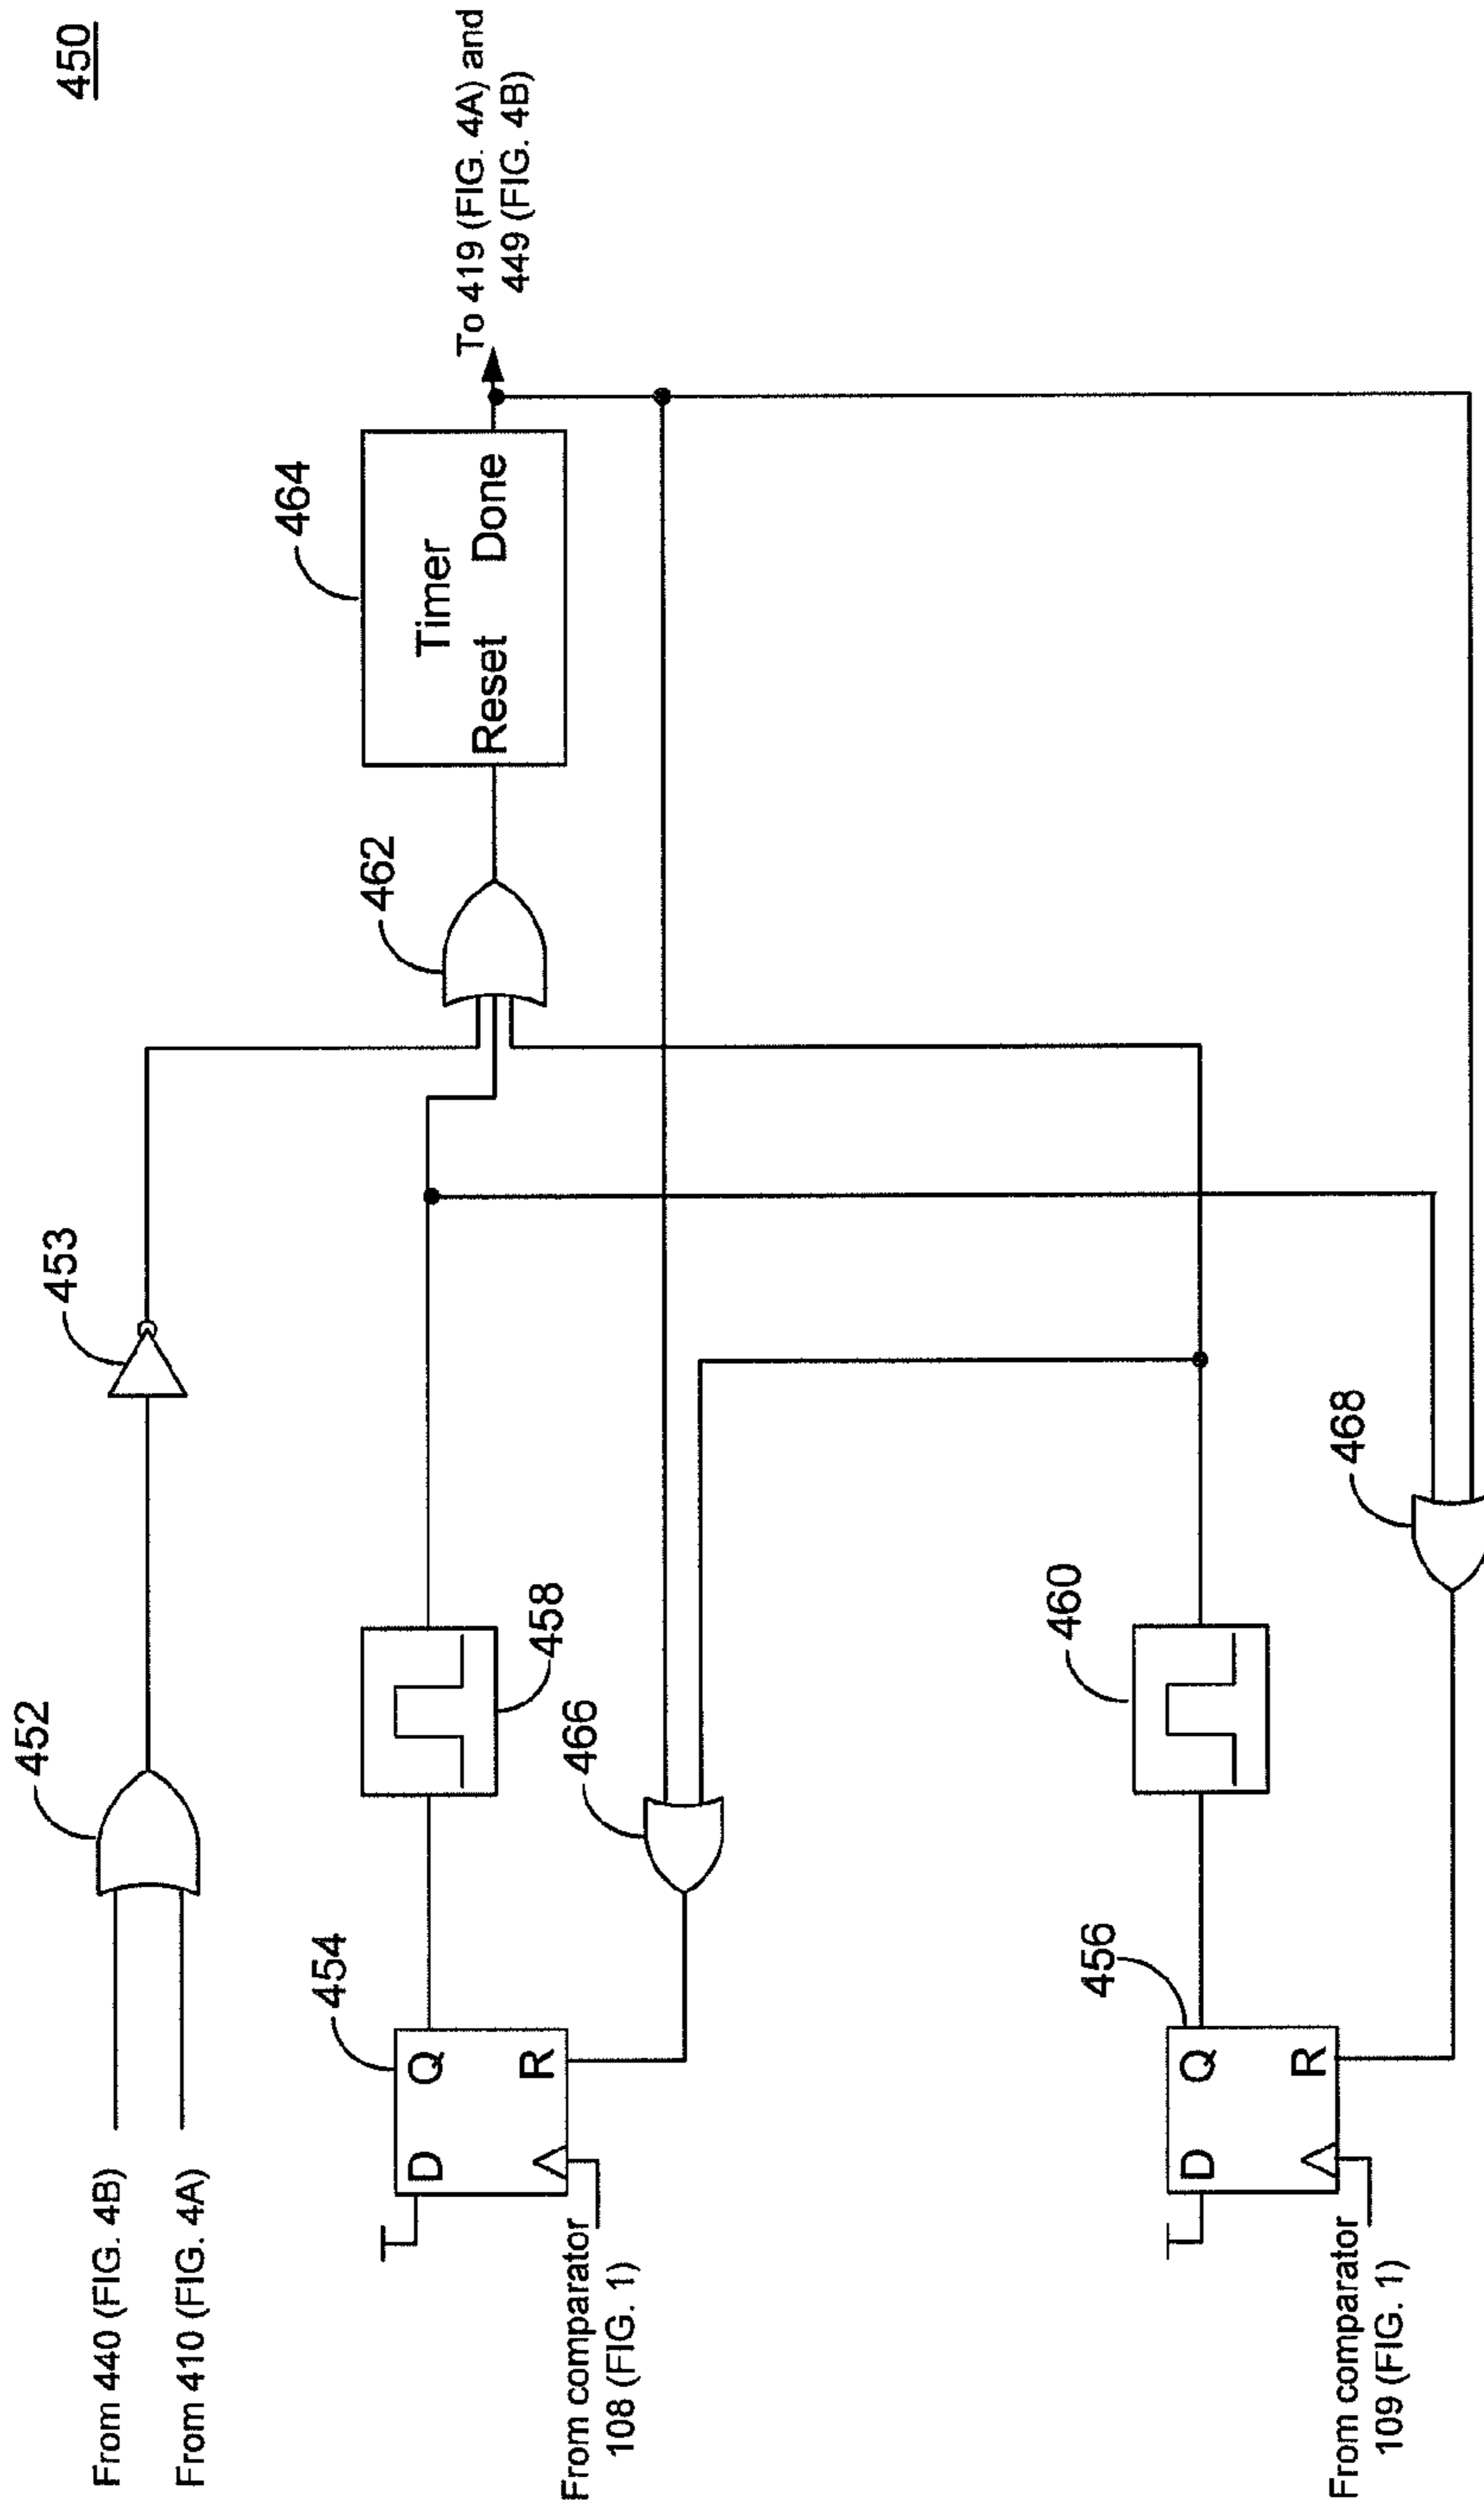 450
From 440 (FIG. 4B)
From 410 (FIG. 4A)
452
453
454
D Q
R
From comparator
108 (FIG. 1)
458
466
462
464
Timer
Reset Done
To 419 (FIG. 4A) and
449 (FIG. 4B)
456
D Q
R
From comparator
109 (FIG. 1)
460
468